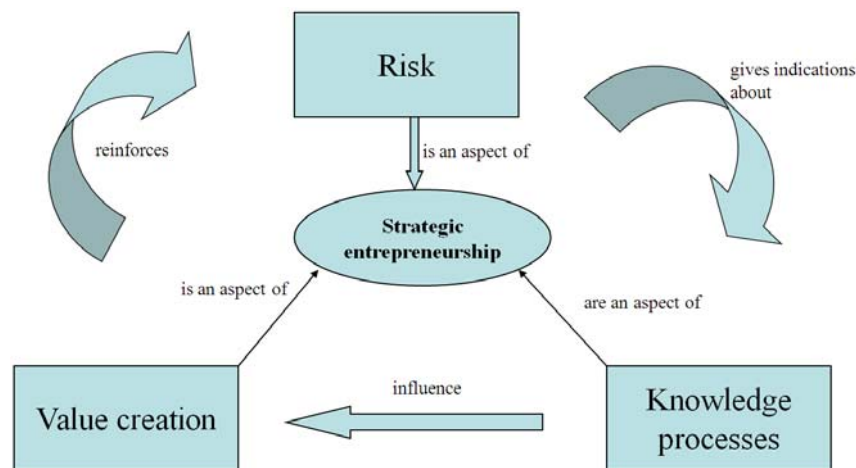 Risk
gives indications
about
reinforces
is an aspect of
Strategic
entrepreneurship
is an aspect of
are an aspect of
Value creation
influence
Knowledge
processes